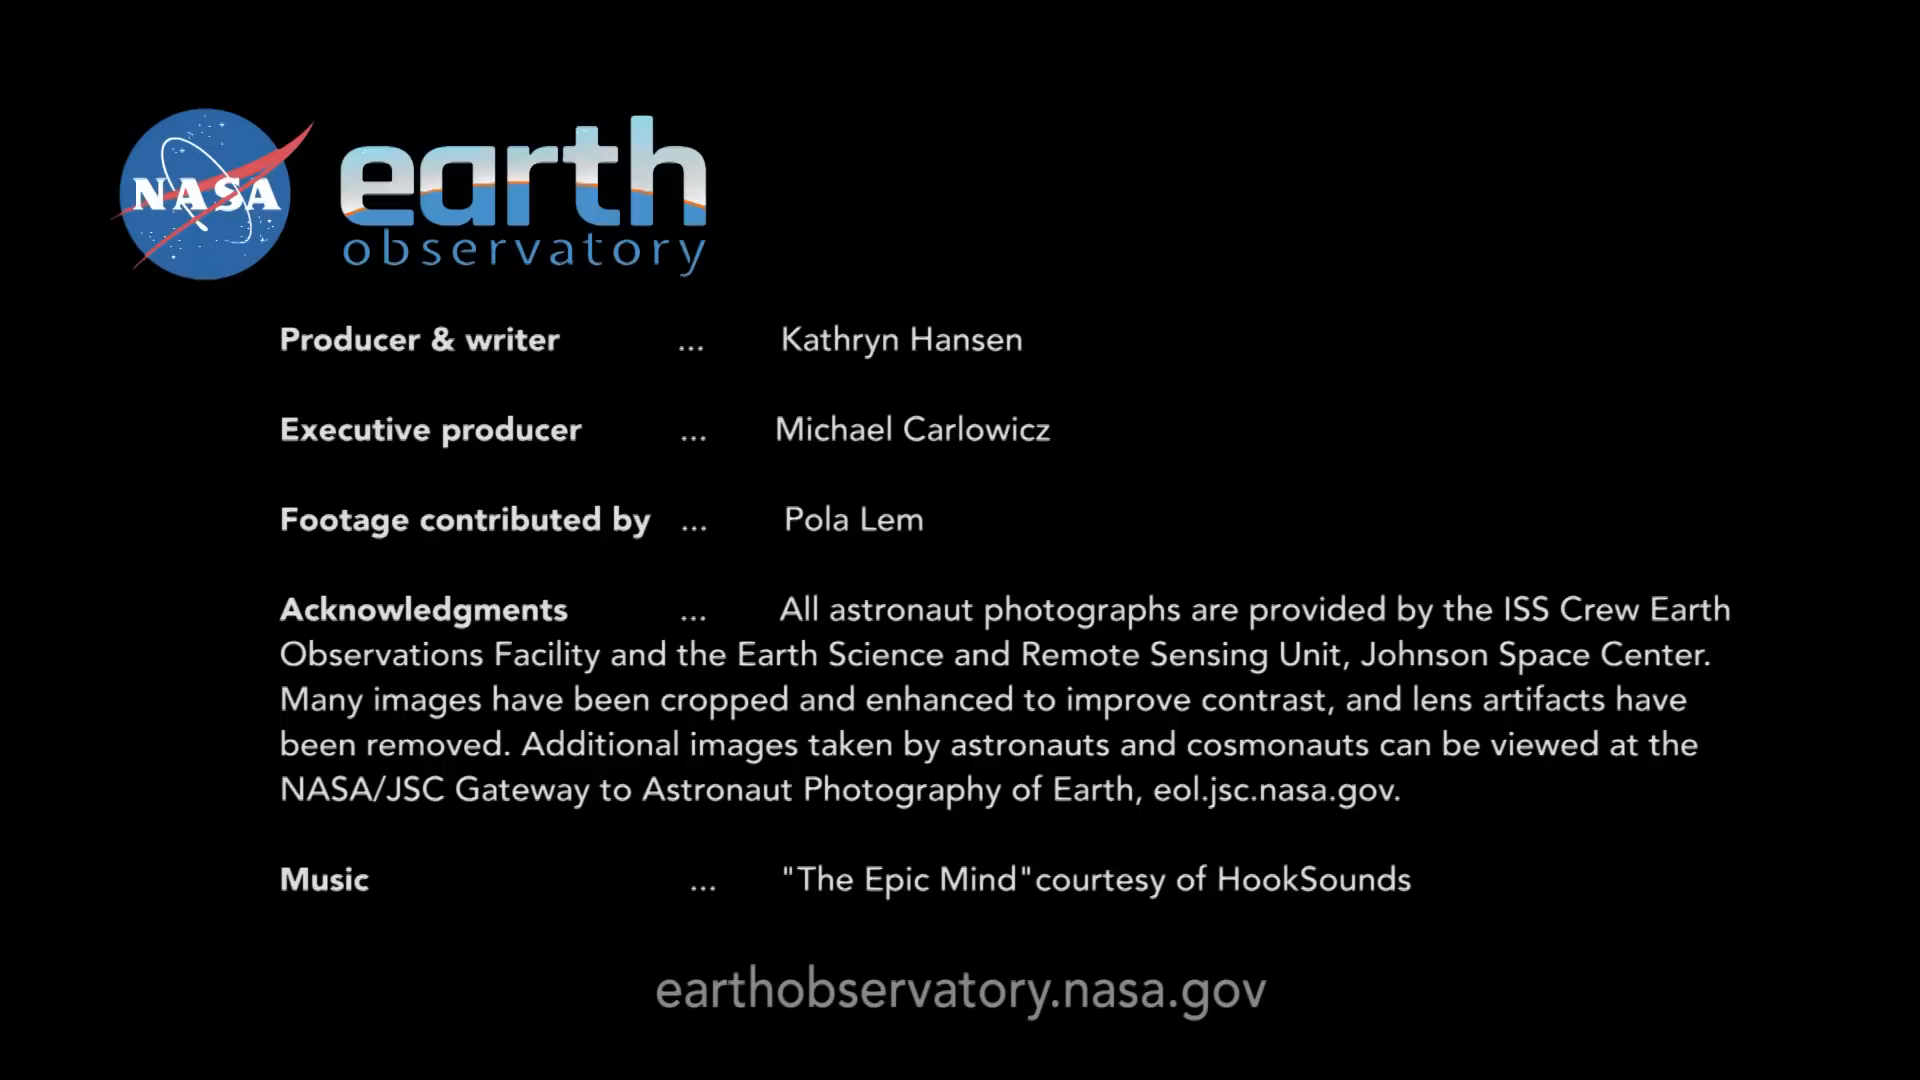 NASA
earth
observatory
Producer & writer ... Kathryn Hansen
Executive producer ... Michael Carlowicz
Footage contributed by ... Pola Lem
Acknowledgments ... All astronaut photographs are provided by the ISS Crew Earth
Observations Facility and the Earth Science and Remote Sensing Unit, Johnson Space Center.
Many images have been cropped and enhanced to improve contrast, and lens artifacts have
been removed. Additional images taken by astronauts and cosmonauts can be viewed at the
NASA/JSC Gateway to Astronaut Photography of Earth, eol.jsc.nasa.gov.
Music ... "The Epic Mind"courtesy of HookSounds
earthobservatory.nasa.gov